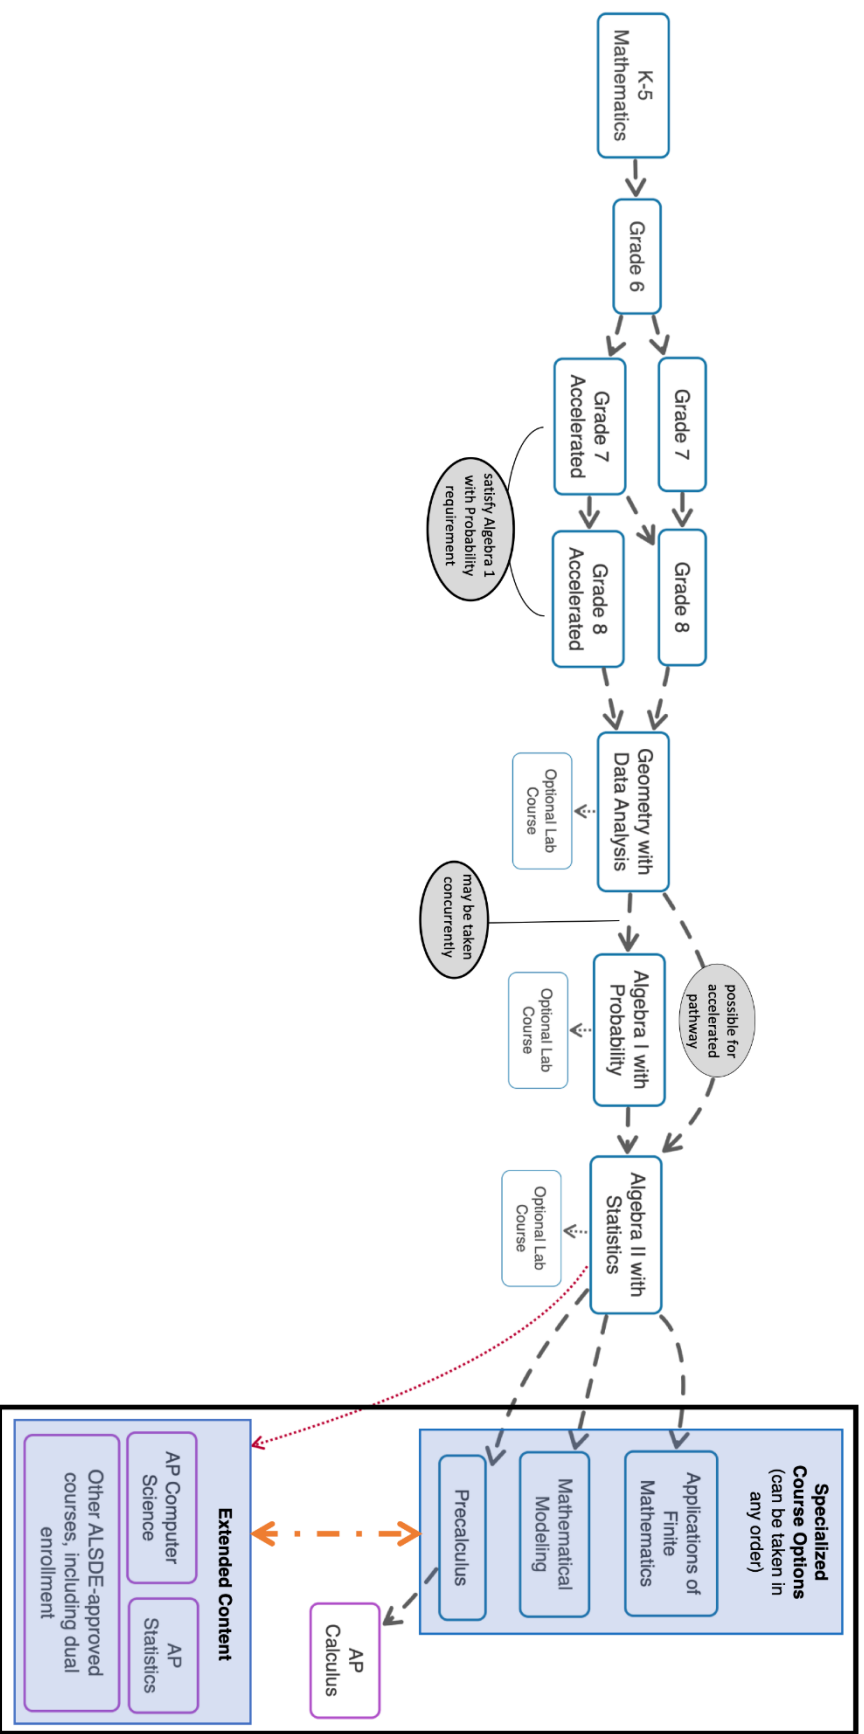 K-5
Mathematics
Grade 6
Grade 7
Grade 8
Grade 7
Accelerated
Grade 8
Accelerated
satisfy Algebra 1
with Probability
requirement
Geometry with
Data Analysis
Optional Lab
Course
may be taken
concurrently
possible for
accelerated
pathway
Algebra I with
Probability
Optional Lab
Course
Algebra II with
Statistics
Optional Lab
Course
Specialized
Course Options
(can be taken in
any order)
Applications of
Finite
Mathematics
Mathematical
Modeling
Precalculus
AP
Calculus
Extended Content
AP Computer
Science
AP
Statistics
Other ALSDE-approved
courses, including dual
enrollment